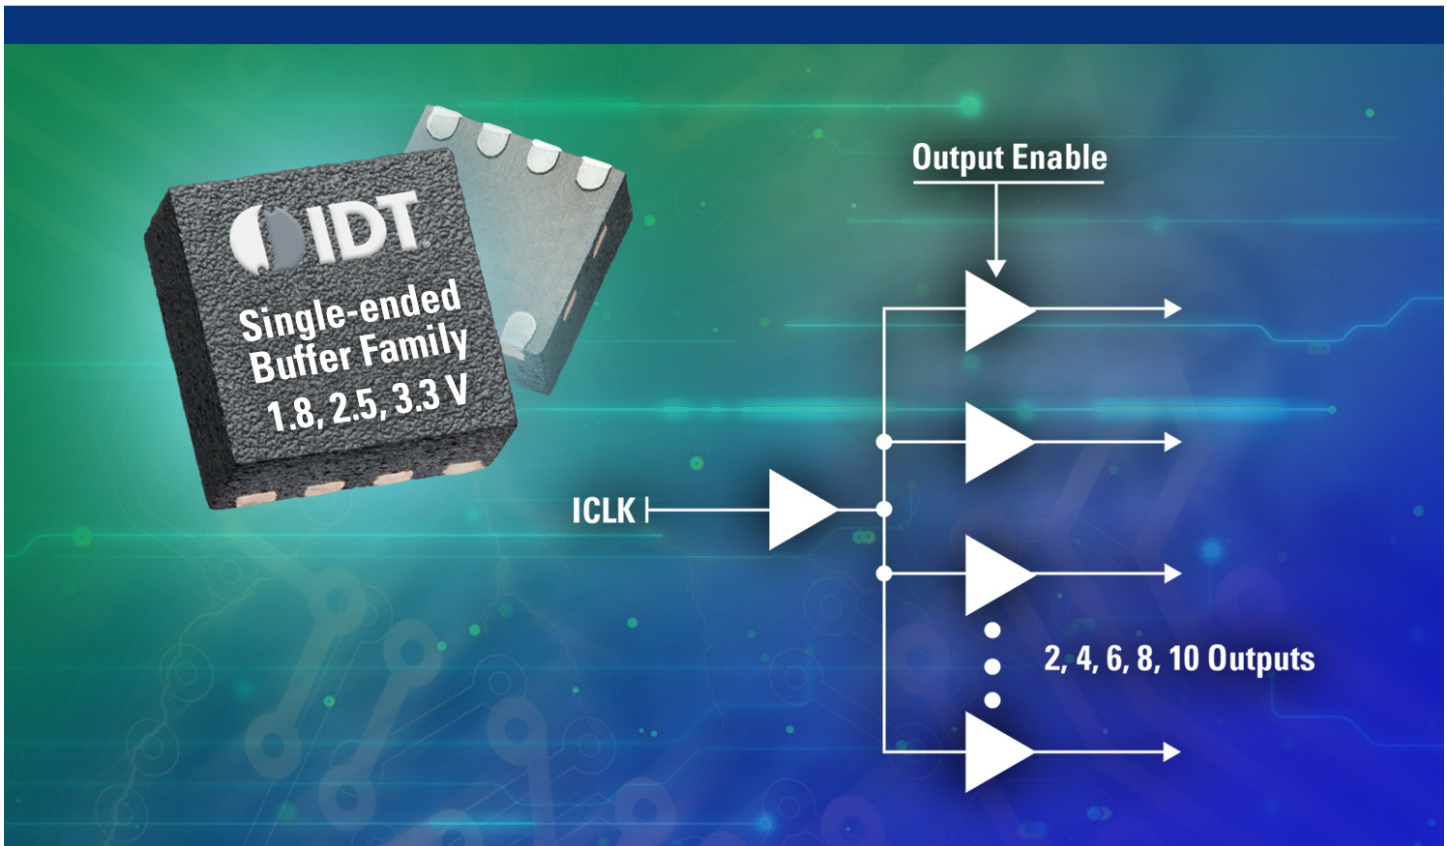 IDT
Single-ended
Buffer Family
1.8, 2.5, 3.3 V
Output Enable
ICLK
2, 4, 6, 8, 10 Outputs